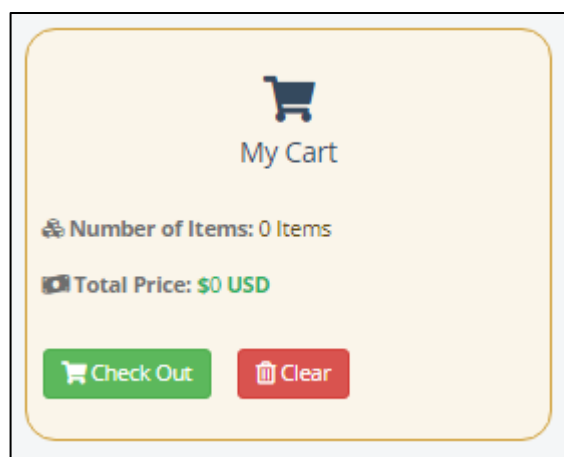 My Cart
Number of Items: 0 Items
Total Price: $0 USD
Check Out Clear